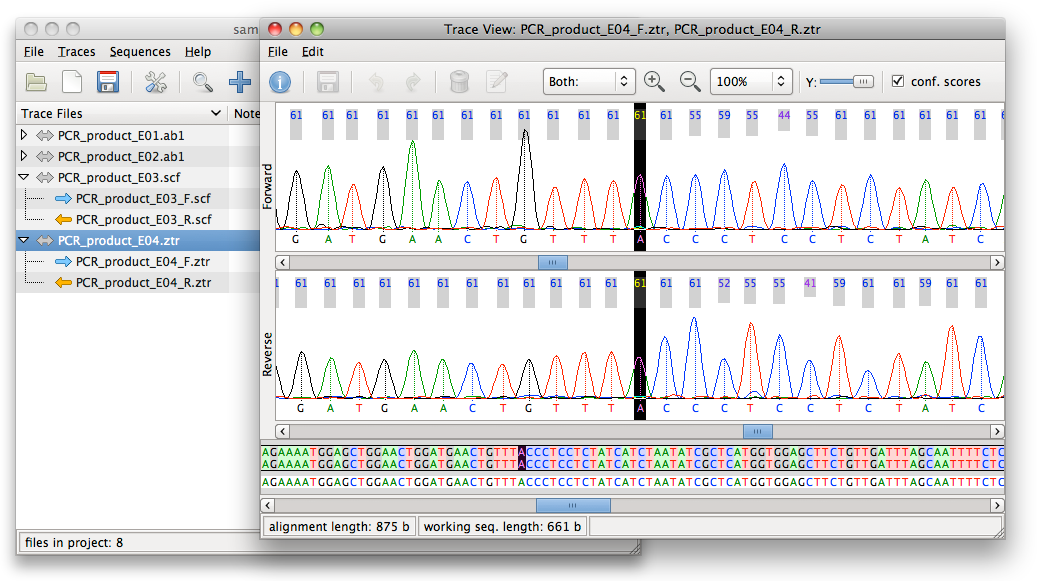 sam
File Traces Sequences Help
Trace Files Note
PCR_product_E01.ab1
PCR_product_E02.ab1
PCR_product_E03.scf
PCR_product_E03_F.scf
PCR_product_E03_R.scf
PCR_product_E04.ztr
PCR_product_E04_F.ztr
PCR_product_E04_R.ztr
files in project: 8
Trace View: PCR_product_E04_F.ztr, PCR_product_E04_R.ztr
File Edit
Both: 100% Y: conf. scores
61 61 61 61 61 61 61 61 61 61 61 61 61 61 55 59 55 44 55 61 61 61 61 61 61
Forward
G A T G A A C T G T T T A C C C T C C T C T A T C
61 61 61 61 61 61 61 61 61 61 61 61 61 61 61 52 55 55 41 59 61 61 59 61 61
Reverse
G A T G A A C T G T T T A C C C T C C T C T A T C
AGAAAATGGAGCTGGAACTGGATGAACTGTTTACCCTCCTCTATCATCTAATATCGCTCATGGTGGAGCTTCTGTTGATTTAGCAATTTTCTC
AGAAAATGGAGCTGGAACTGGATGAACTGTTTACCCTCCTCTATCATCTAATATCGCTCATGGTGGAGCTTCTGTTGATTTAGCAATTTTCTC
AGAAAATGGAGCTGGAACTGGATGAACTGTTTACCCTCCTCTATCATCTAATATCGCTCATGGTGGAGCTTCTGTTGATTTAGCAATTTTCTC
alignment length: 875 b working seq. length: 661 b